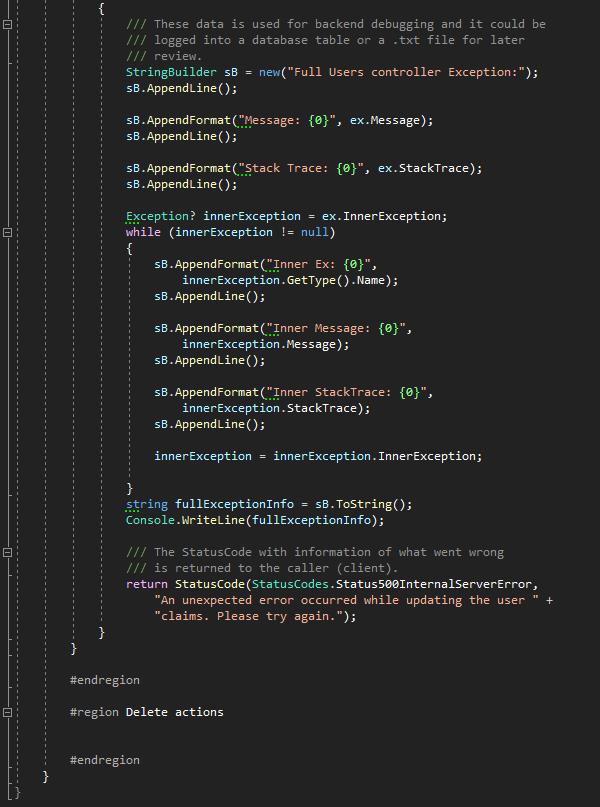 {
/// These data is used for backend debugging and it could be
/// logged into a database table or a .txt file for later
/// review.
StringBuilder sB = new("Full Users controller Exception:");
sB.AppendLine();
sB.AppendFormat("Message: {0}", ex.Message);
sB.AppendLine();
sB.AppendFormat("Stack Trace: {0}", ex.StackTrace);
sB.AppendLine();
Exception? innerException = ex.InnerException;
while (innerException != null)
{
sB.AppendFormat("Inner Ex: {0}",
innerException.GetType().Name);
sB.AppendLine();
sB.AppendFormat("Inner Message: {0}",
innerException.Message);
sB.AppendLine();
sB.AppendFormat("Inner StackTrace: {0}",
innerException.StackTrace);
sB.AppendLine();
innerException = innerException.InnerException;
}
string fullExceptionInfo = sB.ToString();
Console.WriteLine(fullExceptionInfo);
/// The StatusCode with information of what went wrong
/// is returned to the caller (client).
return StatusCode(StatusCodes.Status500InternalServerError,
"An unexpected error occurred while updating the user " +
"claims. Please try again.");
}
}
#endregion
#region Delete actions
#endregion
}
}